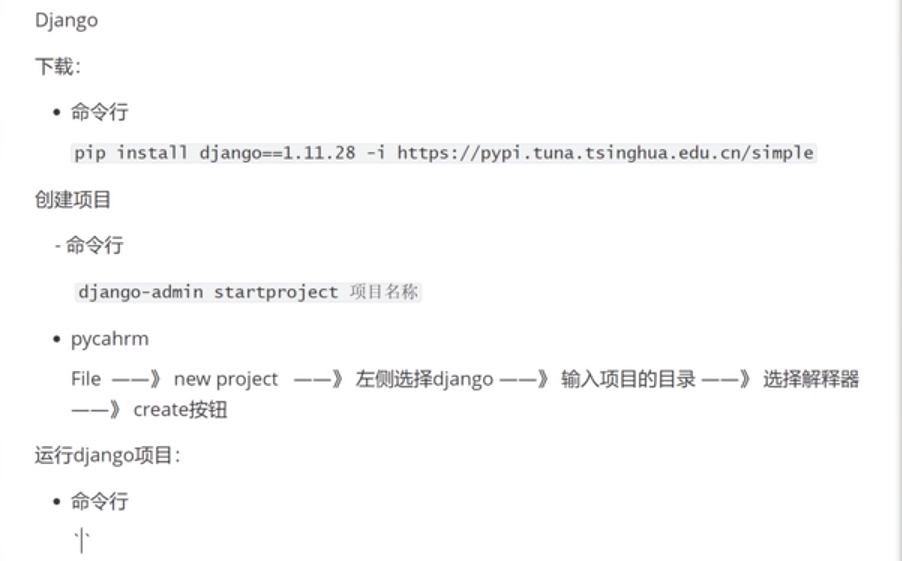 Django
下载：
• 命令行
pip install django==1.11.28 -i https://pypi.tuna.tsinghua.edu.cn/simple
创建项目
- 命令行
django-admin startproject 项目名称
• pycahrm
File ——》 new project ——》 左侧选择django ——》 输入项目的目录 ——》 选择解释器
——》 create按钮
运行django项目：
• 命令行
``